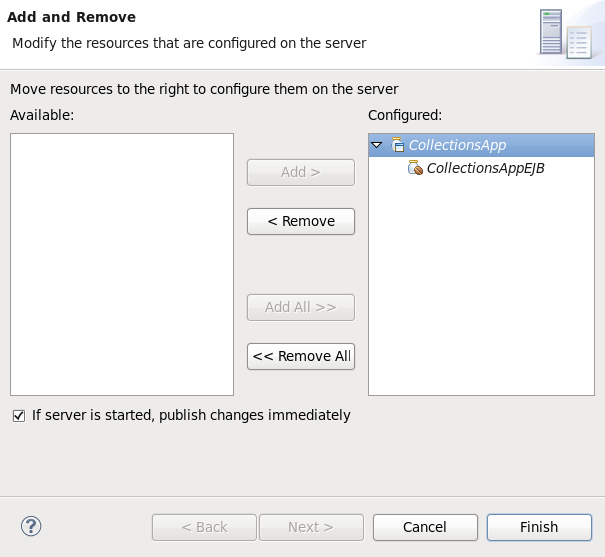 Add and Remove
Modify the resources that are configured on the server
Move resources to the right to configure them on the server
Available:
Configured:
CollectionsApp
CollectionsAppEJB
Add >
< Remove
Add All >>
<< Remove All
If server is started, publish changes immediately
?
< Back
Next >
Cancel
Finish